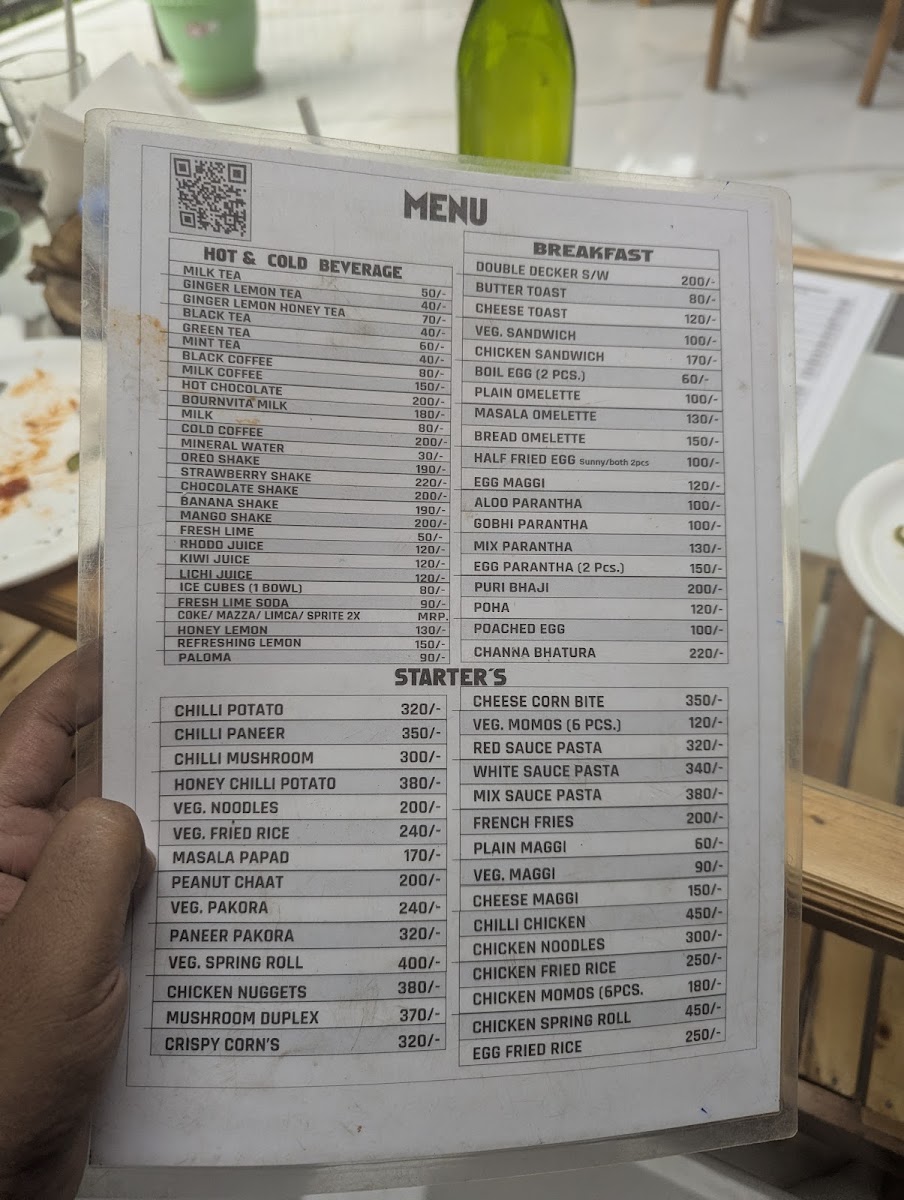 MENU
HOT & COLD BEVERAGE
MILK TEA 50/-
GINGER LEMON TEA 40/-
GINGER LEMON HONEY TEA 70/-
BLACK TEA 40/-
GREEN TEA 60/-
MINT TEA 40/-
BLACK COFFEE 80/-
MILK COFFEE 150/-
HOT CHOCOLATE 200/-
BOURNVITA MILK 180/-
MILK 80/-
COLD COFFEE 200/-
MINERAL WATER 30/-
OREO SHAKE 190/-
STRAWBERRY SHAKE 220/-
CHOCOLATE SHAKE 200/-
BANANA SHAKE 190/-
MANGO SHAKE 200/-
FRESH LIME 50/-
RHODO JUICE 120/-
KIWI JUICE 120/-
LICHI JUICE 120/-
ICE CUBES (1 BOWL) 80/-
FRESH LIME SODA 90/-
COKE/ MAZZA/ LIMCA/ SPRITE 2X MRP.
HONEY LEMON 130/-
REFRESHING LEMON 150/-
PALOMA 90/-
BREAKFAST
DOUBLE DECKER S/W 200/-
BUTTER TOAST 80/-
CHEESE TOAST 120/-
VEG. SANDWICH 100/-
CHICKEN SANDWICH 170/-
BOIL EGG (2 PCS.) 60/-
PLAIN OMELETTE 100/-
MASALA OMELETTE 130/-
BREAD OMELETTE 150/-
HALF FRIED EGG Sunny/both 2pcs 100/-
EGG MAGGI 120/-
ALOO PARANTHA 100/-
GOBHI PARANTHA 100/-
MIX PARANTHA 130/-
EGG PARANTHA (2 Pcs.) 150/-
PURI BHAJI 200/-
POHA 120/-
POACHED EGG 100/-
CHANNA BHATURA 220/-
STARTER'S
CHILLI POTATO 320/-
CHILLI PANEER 350/-
CHILLI MUSHROOM 300/-
HONEY CHILLI POTATO 380/-
VEG. NOODLES 200/-
VEG. FRIED RICE 240/-
MASALA PAPAD 170/-
PEANUT CHAAT 200/-
VEG. PAKORA 240/-
PANEER PAKORA 320/-
VEG. SPRING ROLL 400/-
CHICKEN NUGGETS 380/-
MUSHROOM DUPLEX 370/-
CRISPY CORN'S 320/-
CHEESE CORN BITE 350/-
VEG. MOMOS (6 PCS.) 120/-
RED SAUCE PASTA 320/-
WHITE SAUCE PASTA 340/-
MIX SAUCE PASTA 380/-
FRENCH FRIES 200/-
PLAIN MAGGI 60/-
VEG. MAGGI 90/-
CHEESE MAGGI 150/-
CHILLI CHICKEN 450/-
CHICKEN NOODLES 300/-
CHICKEN FRIED RICE 250/-
CHICKEN MOMOS (6PCS. 180/-
CHICKEN SPRING ROLL 450/-
EGG FRIED RICE 250/-